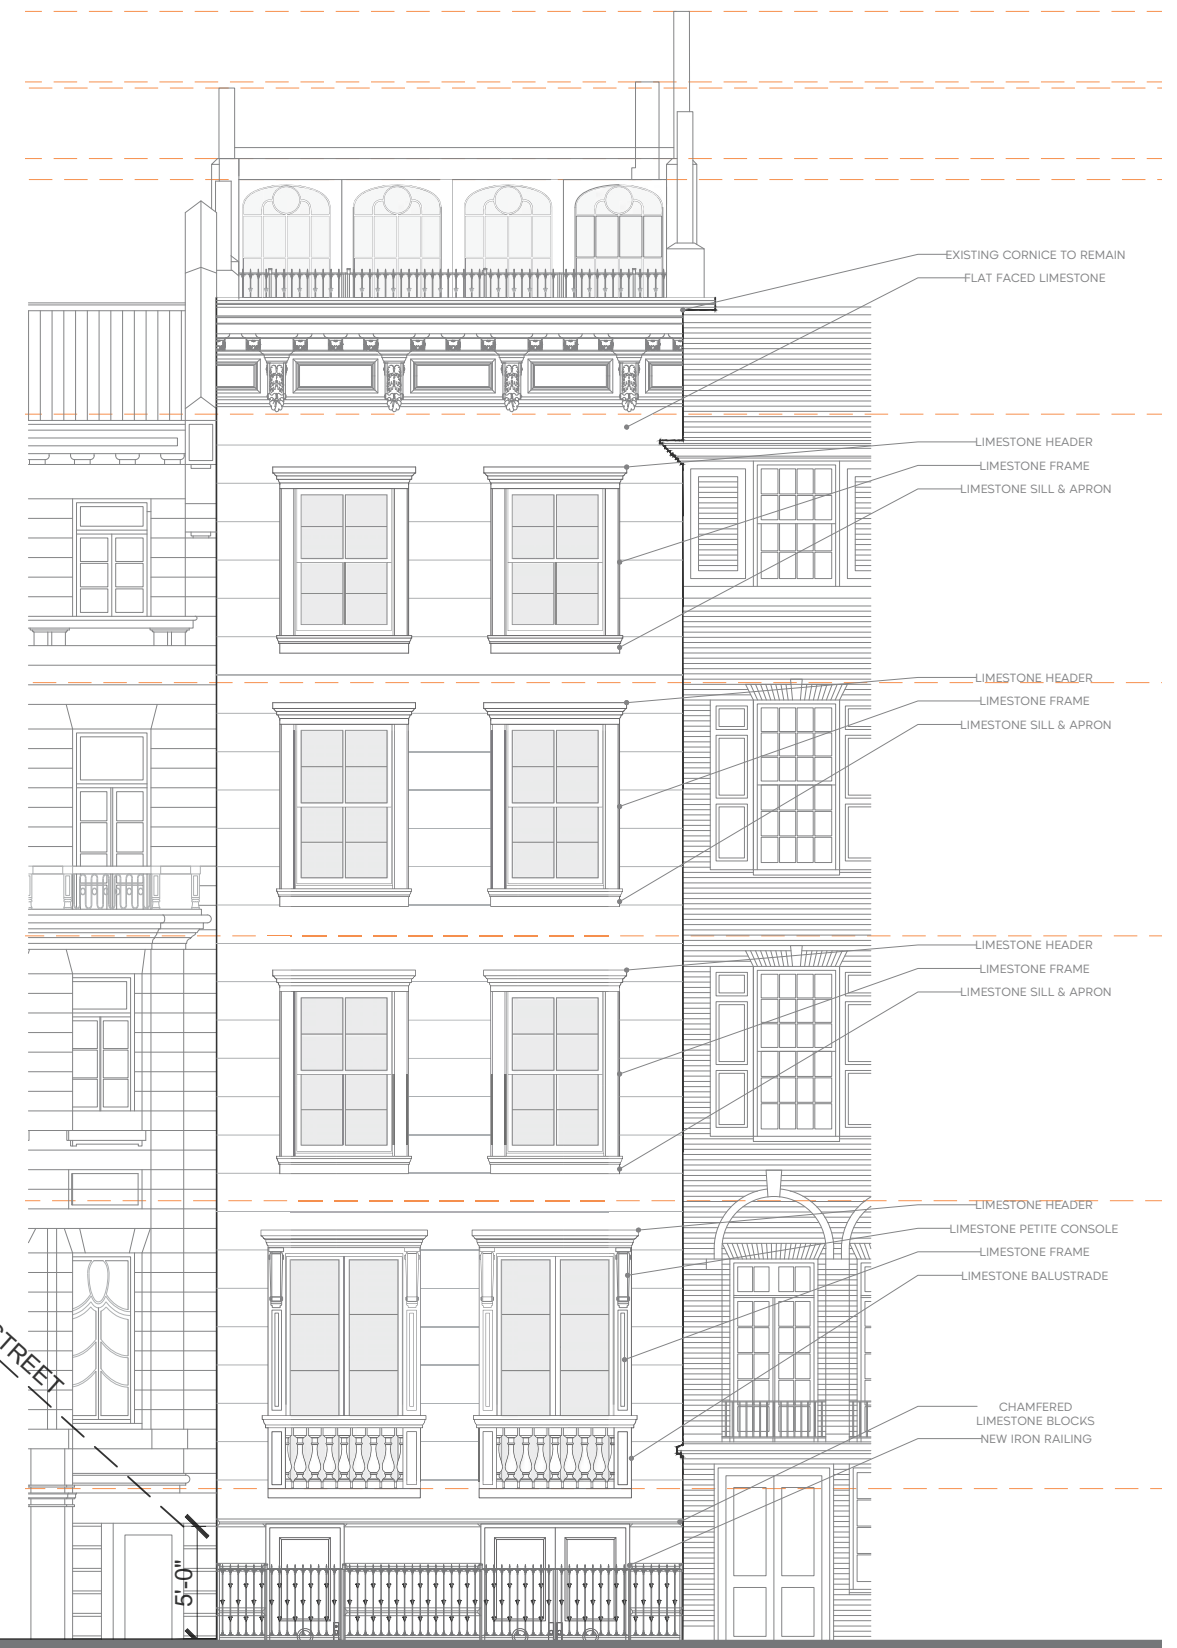 EXISTING CORNICE TO REMAIN
FLAT FACED LIMESTONE
LIMESTONE HEADER
LIMESTONE FRAME
LIMESTONE SILL & APRON
LIMESTONE HEADER
LIMESTONE FRAME
LIMESTONE SILL & APRON
LIMESTONE HEADER
LIMESTONE FRAME
LIMESTONE SILL & APRON
LIMESTONE HEADER
LIMESTONE PETITE CONSOLE
LIMESTONE FRAME
LIMESTONE BALUSTRADE
STREET
CHAMFERED
LIMESTONE BLOCKS
NEW IRON RAILING
5'-0"